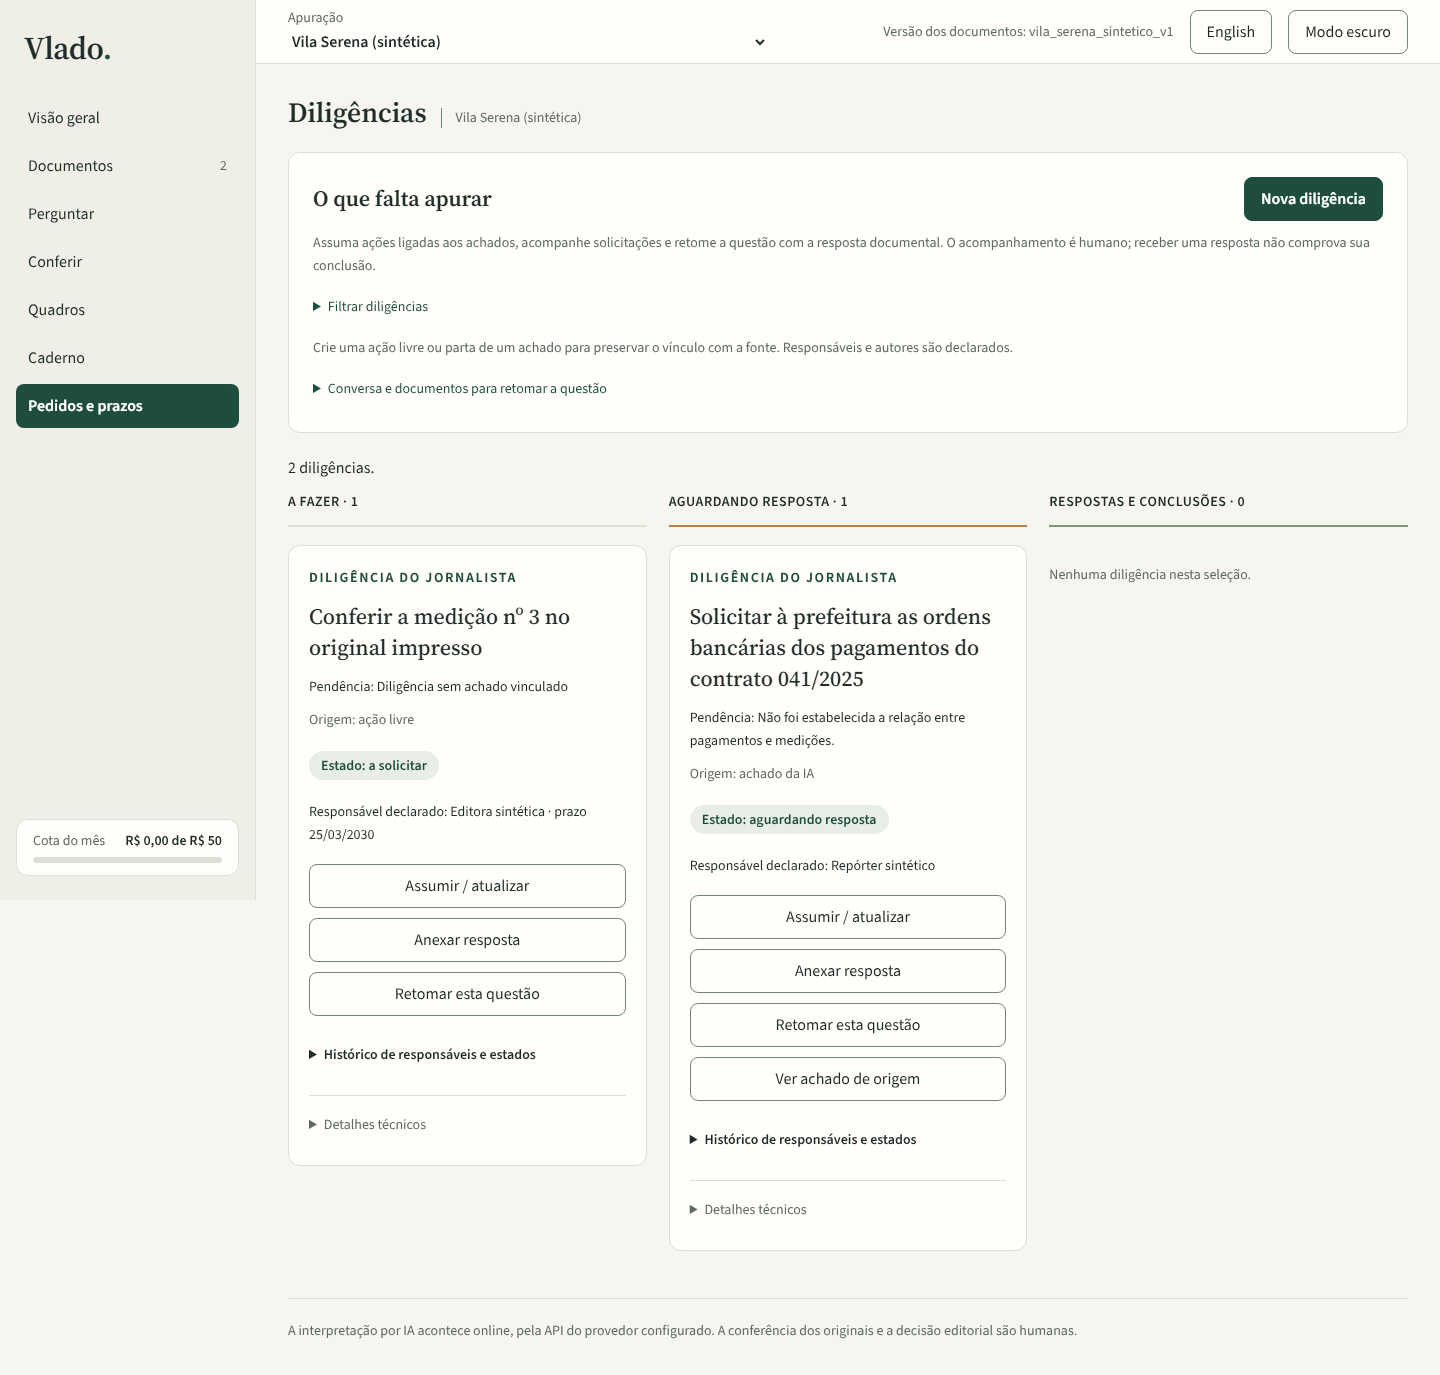 Vlado.
Visão geral
Documentos 2
Perguntar
Conferir
Quadros
Caderno
Pedidos e prazos
Cota do mês R$ 0,00 de R$ 50
Apuração
Vila Serena (sintética)
Versão dos documentos: vila_serena_sintetico_v1
English
Modo escuro
Diligências
Vila Serena (sintética)
O que falta apurar
Nova diligência
Assuma ações ligadas aos achados, acompanhe solicitações e retome a questão com a resposta documental. O acompanhamento é humano; receber uma resposta não comprova sua
conclusão.
Filtrar diligências
Crie uma ação livre ou parta de um achado para preservar o vínculo com a fonte. Responsáveis e autores são declarados.
Conversa e documentos para retomar a questão
2 diligências.
A FAZER · 1
DILIGÊNCIA DO JORNALISTA
Conferir a medição nº 3 no
original impresso
Pendência: Diligência sem achado vinculado
Origem: ação livre
Estado: a solicitar
Responsável declarado: Editora sintética · prazo
25/03/2030
Assumir / atualizar
Anexar resposta
Retomar esta questão
Histórico de responsáveis e estados
Detalhes técnicos
AGUARDANDO RESPOSTA · 1
DILIGÊNCIA DO JORNALISTA
Solicitar à prefeitura as ordens
bancárias dos pagamentos do
contrato 041/2025
Pendência: Não foi estabelecida a relação entre
pagamentos e medições.
Origem: achado da IA
Estado: aguardando resposta
Responsável declarado: Repórter sintético
Assumir / atualizar
Anexar resposta
Retomar esta questão
Ver achado de origem
Histórico de responsáveis e estados
Detalhes técnicos
RESPOSTAS E CONCLUSÕES · 0
Nenhuma diligência nesta seleção.
A interpretação por IA acontece online, pela API do provedor configurado. A conferência dos originais e a decisão editorial são humanas.